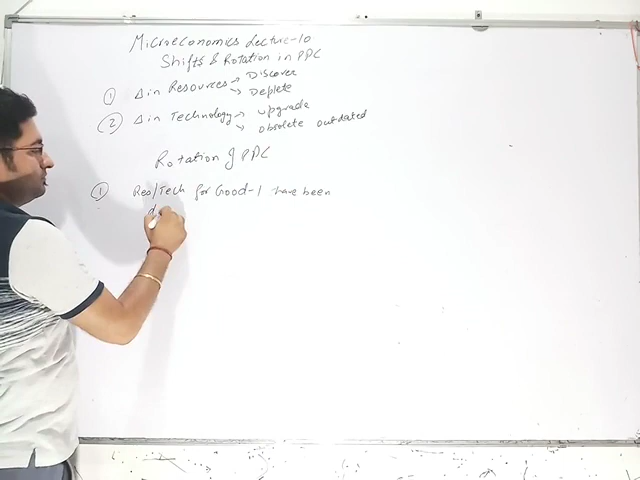 Microeconomics Lecture-10
Shifts & Rotation in PPC
① Δ in Resources → Discover
→ Deplete
② Δ in Technology → upgrade
→ obsolete outdated
Rotation of PPC
① Res/Tech for Good-1 have been
d